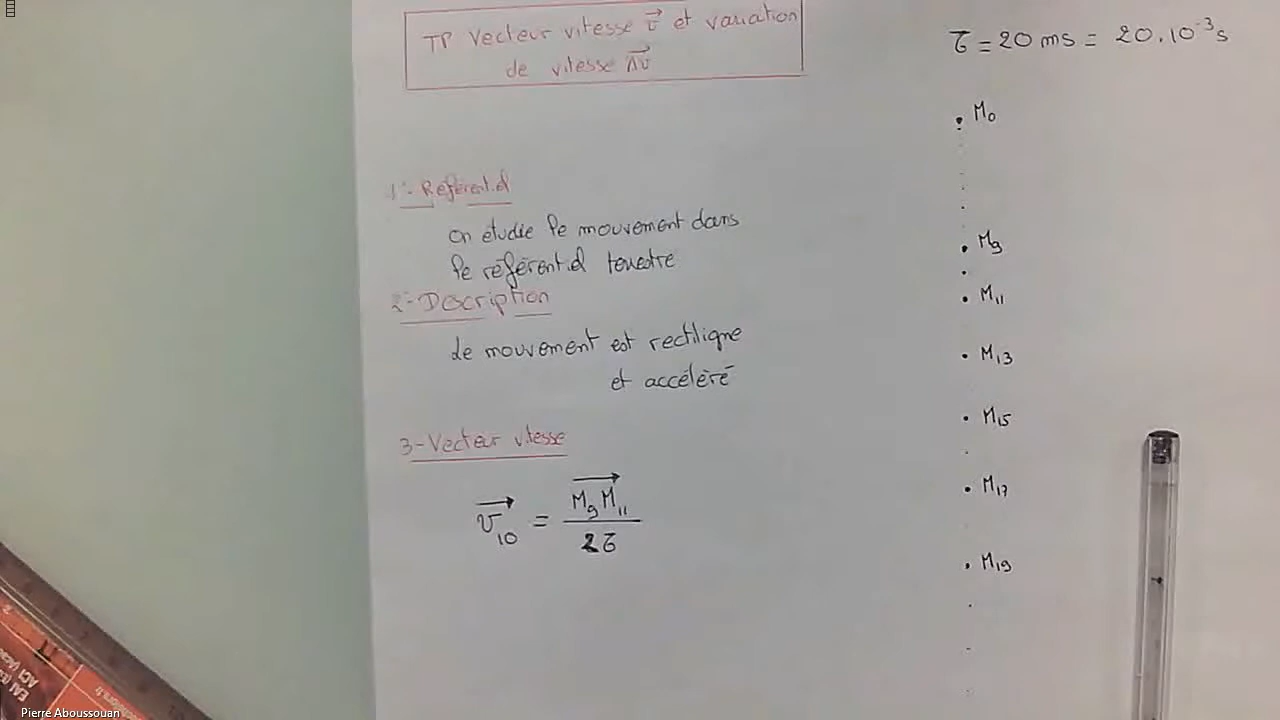 TP Vecteur vitesse v⃗ et variation
de vitesse Δv⃗
τ = 20 ms = 20.10⁻³ s
M₀
1°- Référentiel
on étudie le mouvement dans
le référentiel terrestre
M₉
2°- Description
M₁₁
Le mouvement est rectiligne
et accéléré
M₁₃
M₁₅
3-Vecteur vitesse
v⃗₁₀ = M₉M₁₁ / 2τ
M₁₇
M₁₉
Pierre Aboussouan